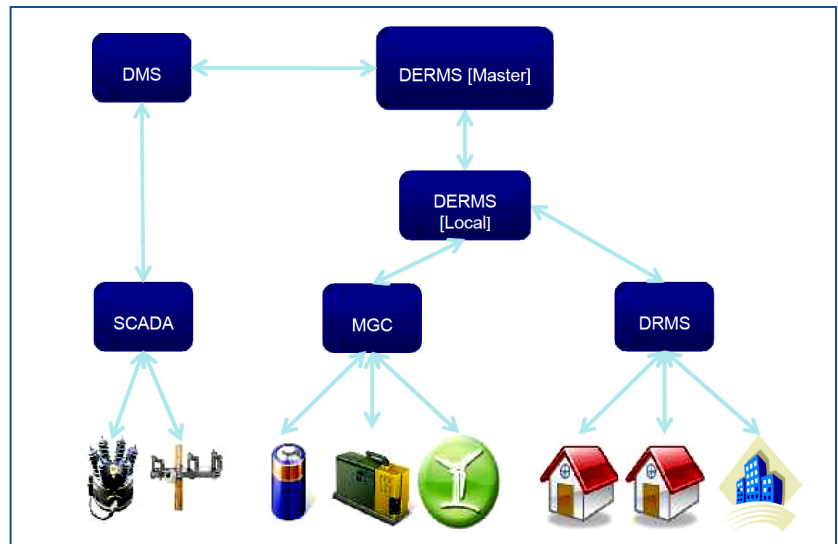 DMS
DERMS [Master]
DERMS
[Local]
SCADA
MGC
DRMS